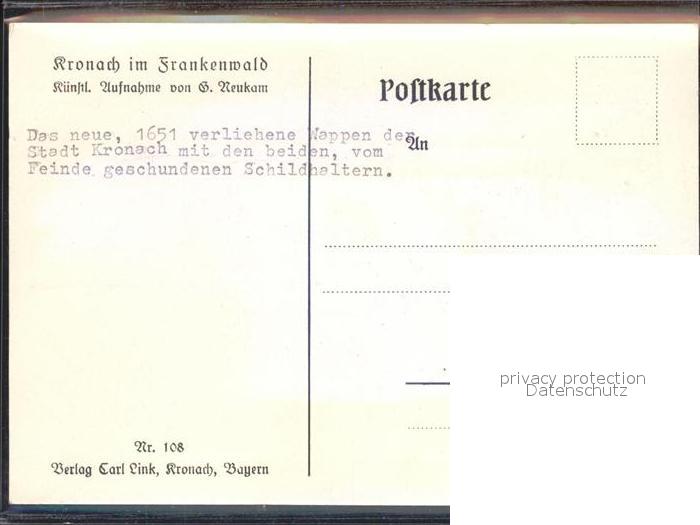 Kronach im Frankenwald
Künstl. Aufnahme von G. Neukam
Das neue, 1651 verliehene Wappen der
Stadt Kronach mit den beiden, vom
Feinde geschundenen Schildhaltern.
Nr. 108
Verlag Carl Link, Kronach, Bayern
Postkarte
An
privacy protection
Datenschutz